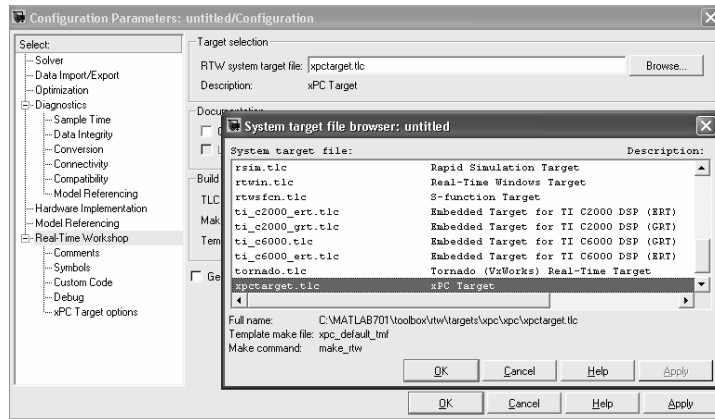 Configuration Parameters: untitled/Configuration
Select:
Solver
Data Import/Export
Optimization
Diagnostics
Sample Time
Data Integrity
Conversion
Connectivity
Compatibility
Model Referencing
Hardware Implementation
Model Referencing
Real-Time Workshop
Comments
Symbols
Custom Code
Debug
xPC Target options
Target selection
RTW system target file: xpctarget.tlc Browse...
Description: xPC Target
Build
TLC
Mak
Tem
Ge
System target file browser: untitled
System target file: Description:
rsim.tlc Rapid Simulation Target
rtwin.tlc Real-Time Windows Target
rtwsfcn.tlc S-function Target
ti_c2000_ert.tlc Embedded Target for TI C2000 DSP (ERT)
ti_c2000_grt.tlc Embedded Target for TI C2000 DSP (GRT)
ti_c6000.tlc Embedded Target for TI C6000 DSP (GRT)
ti_c6000_ert.tlc Embedded Target for TI C6000 DSP (ERT)
tornado.tlc Tornado (VxWorks) Real-Time Target
xpctarget.tlc xPC Target
Full name: C:\MATLAB701\toolbox\rtw\targets\xpc\xpc\xpctarget.tlc
Template make file: xpc_default_tmf
Make command: make_rtw
OK Cancel Help Apply
OK Cancel Help Apply